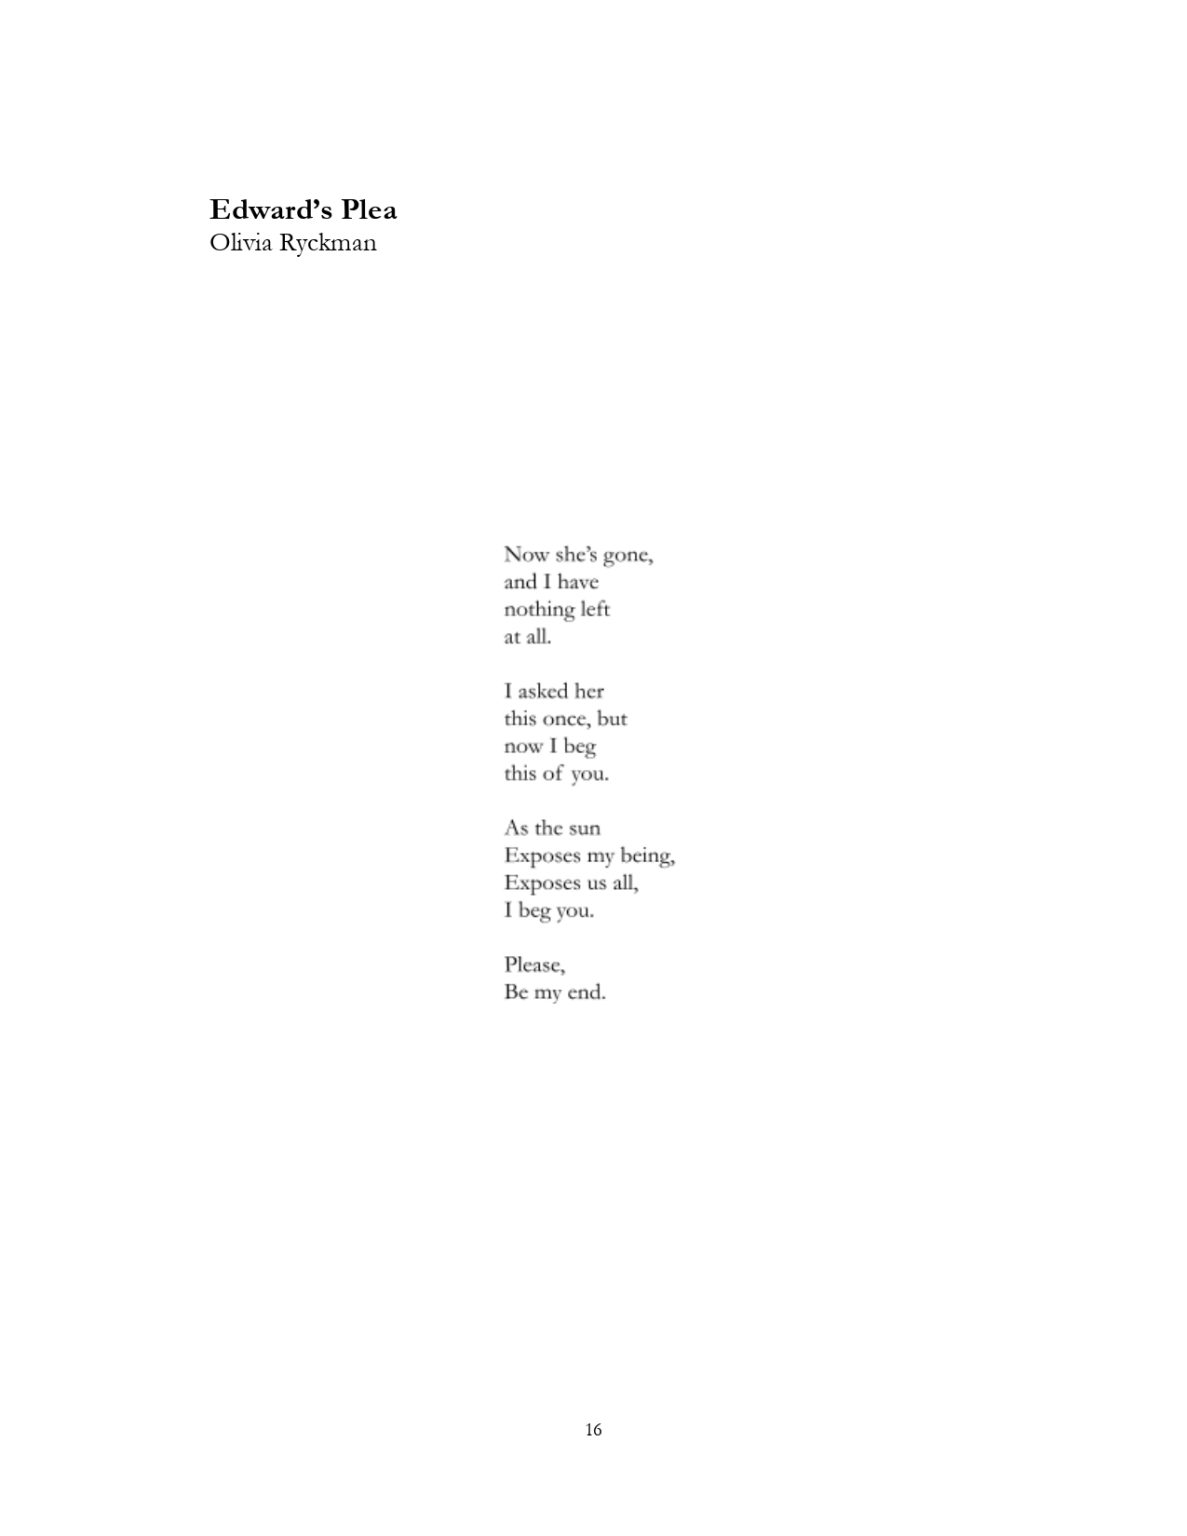 Edward’s Plea
Olivia Ryckman
Now she’s gone,
and I have
nothing left
at all.
I asked her
this once, but
now I beg
this of you.
As the sun
Exposes my being,
Exposes us all,
I beg you.
Please,
Be my end.
16